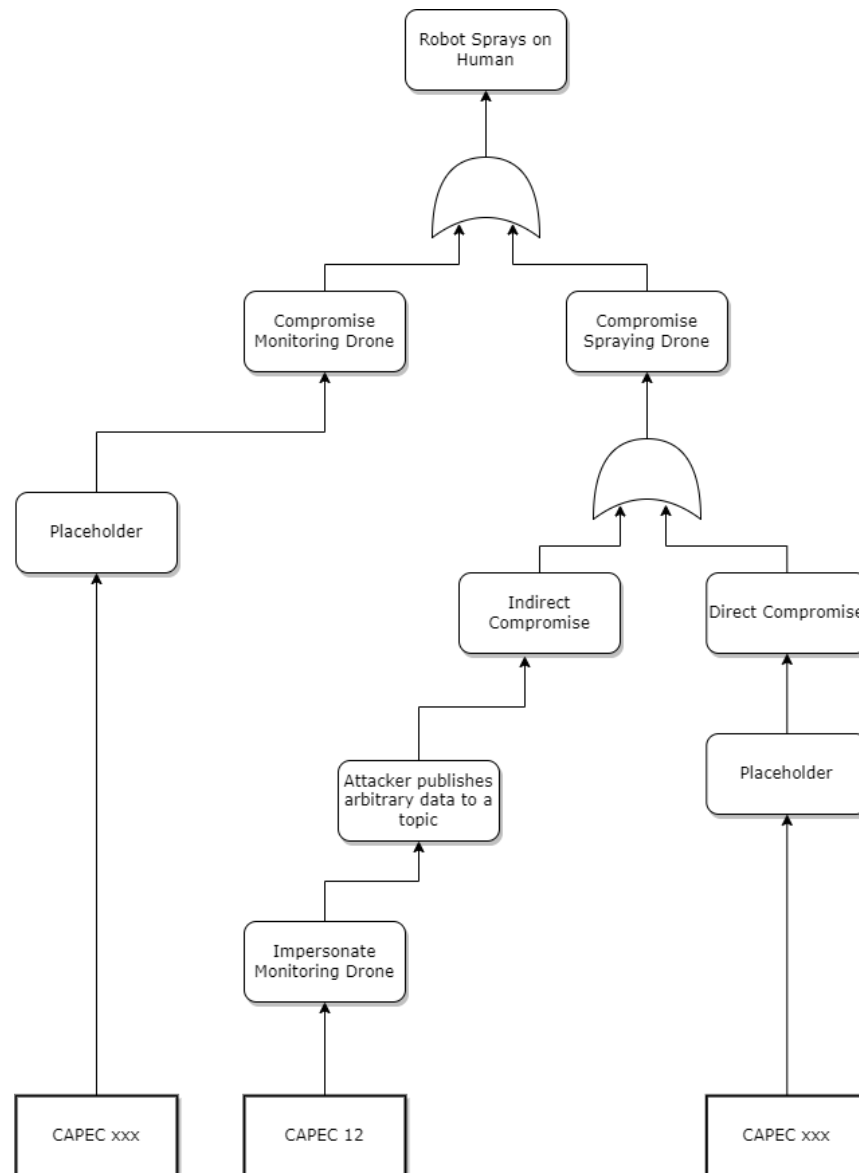 Robot Sprays on
Human
Compromise
Monitoring Drone
Compromise
Spraying Drone
Placeholder
Indirect
Compromise
Direct Compromise
Placeholder
Attacker publishes
arbitrary data to a
topic
Impersonate
Monitoring Drone
CAPEC xxx
CAPEC 12
CAPEC xxx